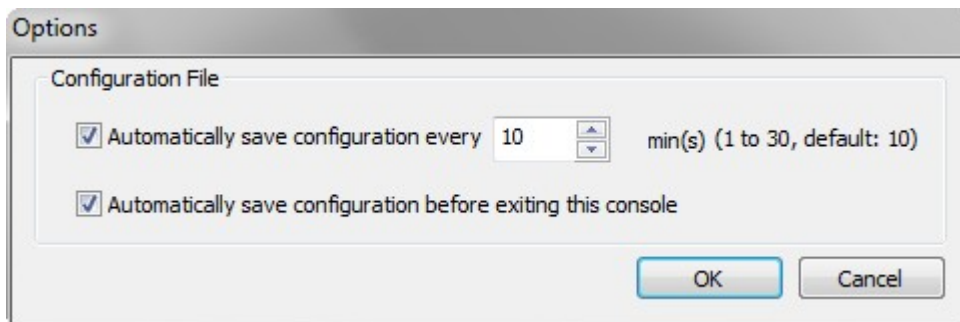 Options
Configuration File
Automatically save configuration every 10 min(s) (1 to 30, default: 10)
Automatically save configuration before exiting this console
OK Cancel